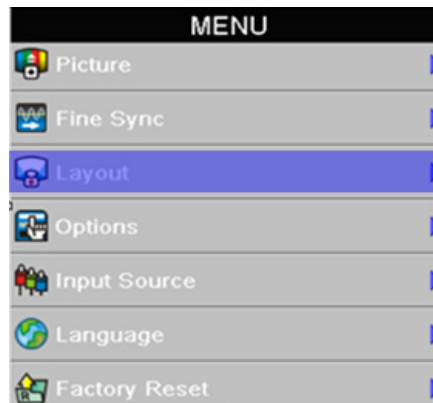 MENU
Picture
Fine Sync
Layout
Options
Input Source
Language
Factory Reset